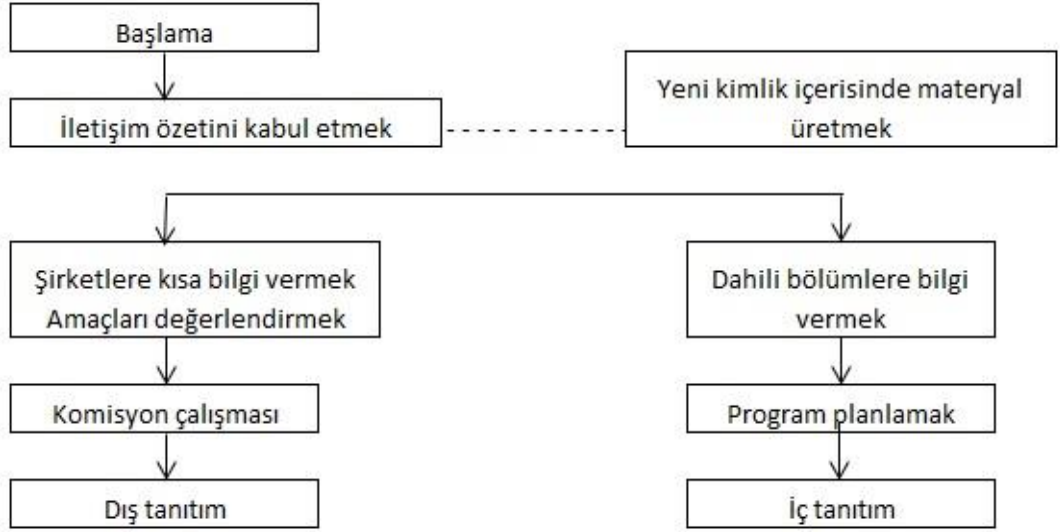 Başlama
İletişim özetini kabul etmek
Yeni kimlik içerisinde materyal
üretmek
Şirketlere kısa bilgi vermek
Amaçları değerlendirmek
Dahili bölümlere bilgi
vermek
Komisyon çalışması
Program planlamak
Dış tanıtım
İç tanıtım